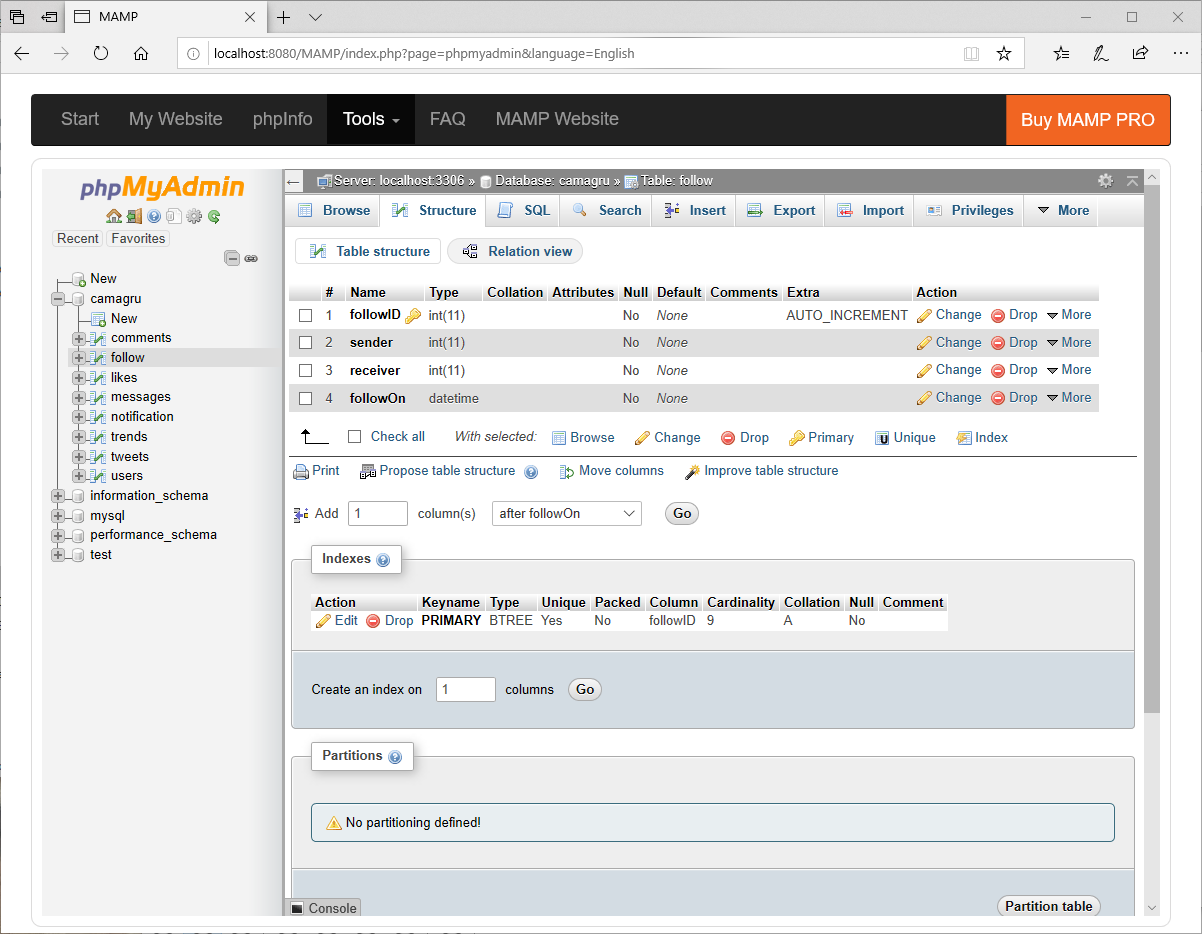 MAMP
localhost:8080/MAMP/index.php?page=phpmyadmin&language=English
Start My Website phpInfo Tools FAQ MAMP Website Buy MAMP PRO
phpMyAdmin
Recent Favorites
New
camagru
New
comments
follow
likes
messages
notification
trends
tweets
users
information_schema
mysql
performance_schema
test
Server: localhost:3306 » Database: camagru » Table: follow
Browse Structure SQL Search Insert Export Import Privileges More
Table structure Relation view
# Name Type Collation Attributes Null Default Comments Extra Action
1 followID int(11) No None AUTO_INCREMENT Change Drop More
2 sender int(11) No None Change Drop More
3 receiver int(11) No None Change Drop More
4 followOn datetime No None Change Drop More
Check all With selected: Browse Change Drop Primary Unique Index
Print Propose table structure Move columns Improve table structure
Add 1 column(s) after followOn Go
Indexes
Action Keyname Type Unique Packed Column Cardinality Collation Null Comment
Edit Drop PRIMARY BTREE Yes No followID 9 A No
Create an index on 1 columns Go
Partitions
No partitioning defined!
Partition table
Console